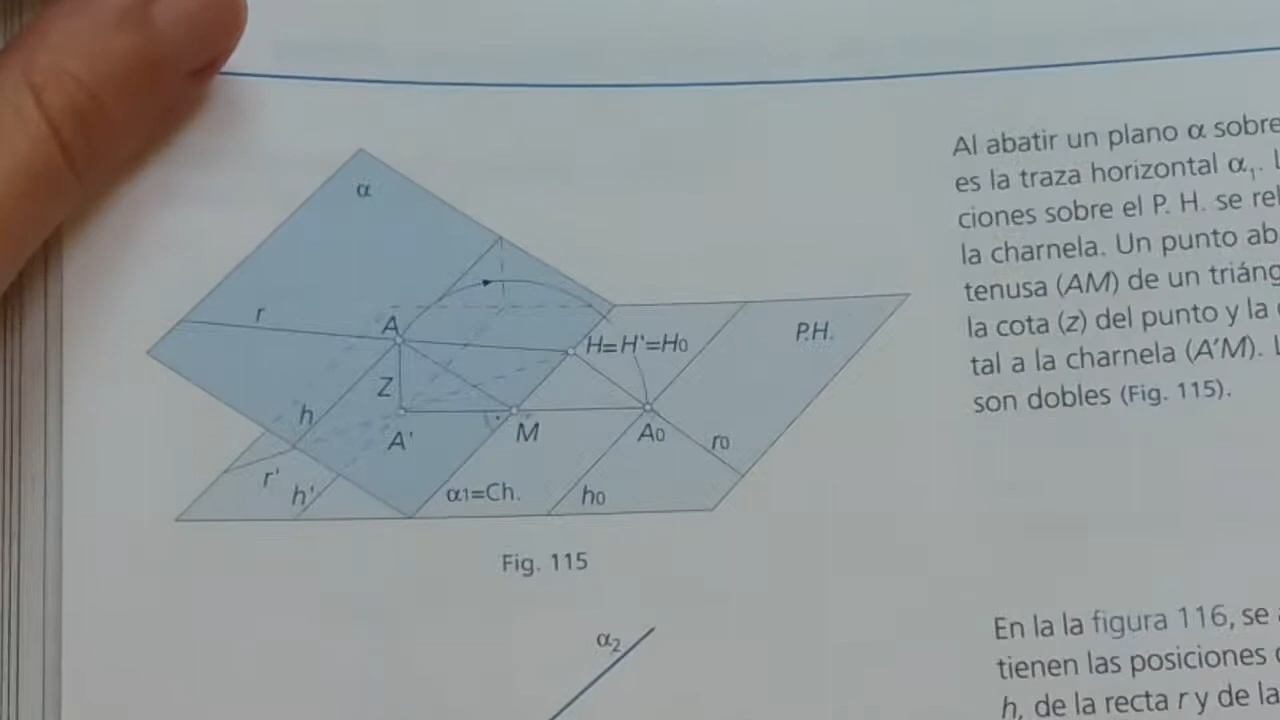 α
r
A
H=H'=H0
P.H.
Z
h
A'
M
A0
r0
r'
h'
α1=Ch.
h0
Fig. 115
α2
Al abatir un plano α sobre
es la traza horizontal α1.
ciones sobre el P. H. se
la charnela. Un punto
tenusa (AM) de un
la cota (z) del punto y la
tal a la charnela (A'M).
son dobles (Fig. 115).
En la la figura 116, se
tienen las posiciones
h, de la recta r y de la